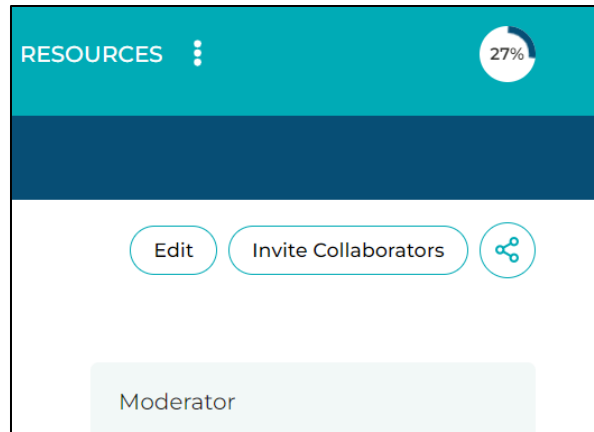 RESOURCES
27%
Edit
Invite Collaborators
Moderator